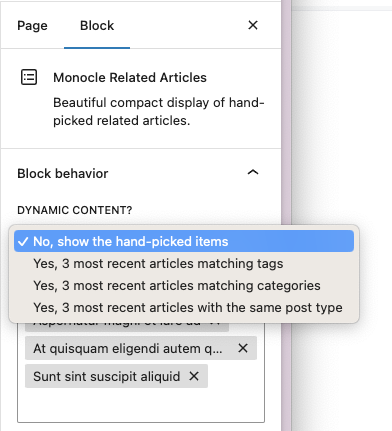 Page Block
Monocle Related Articles
Beautiful compact display of hand-
picked related articles.
Block behavior
DYNAMIC CONTENT?
No, show the hand-picked items
Yes, 3 most recent articles matching tags
Yes, 3 most recent articles matching categories
Yes, 3 most recent articles with the same post type
At quisquam eligendi autem q...
Sunt sint suscipit aliquid